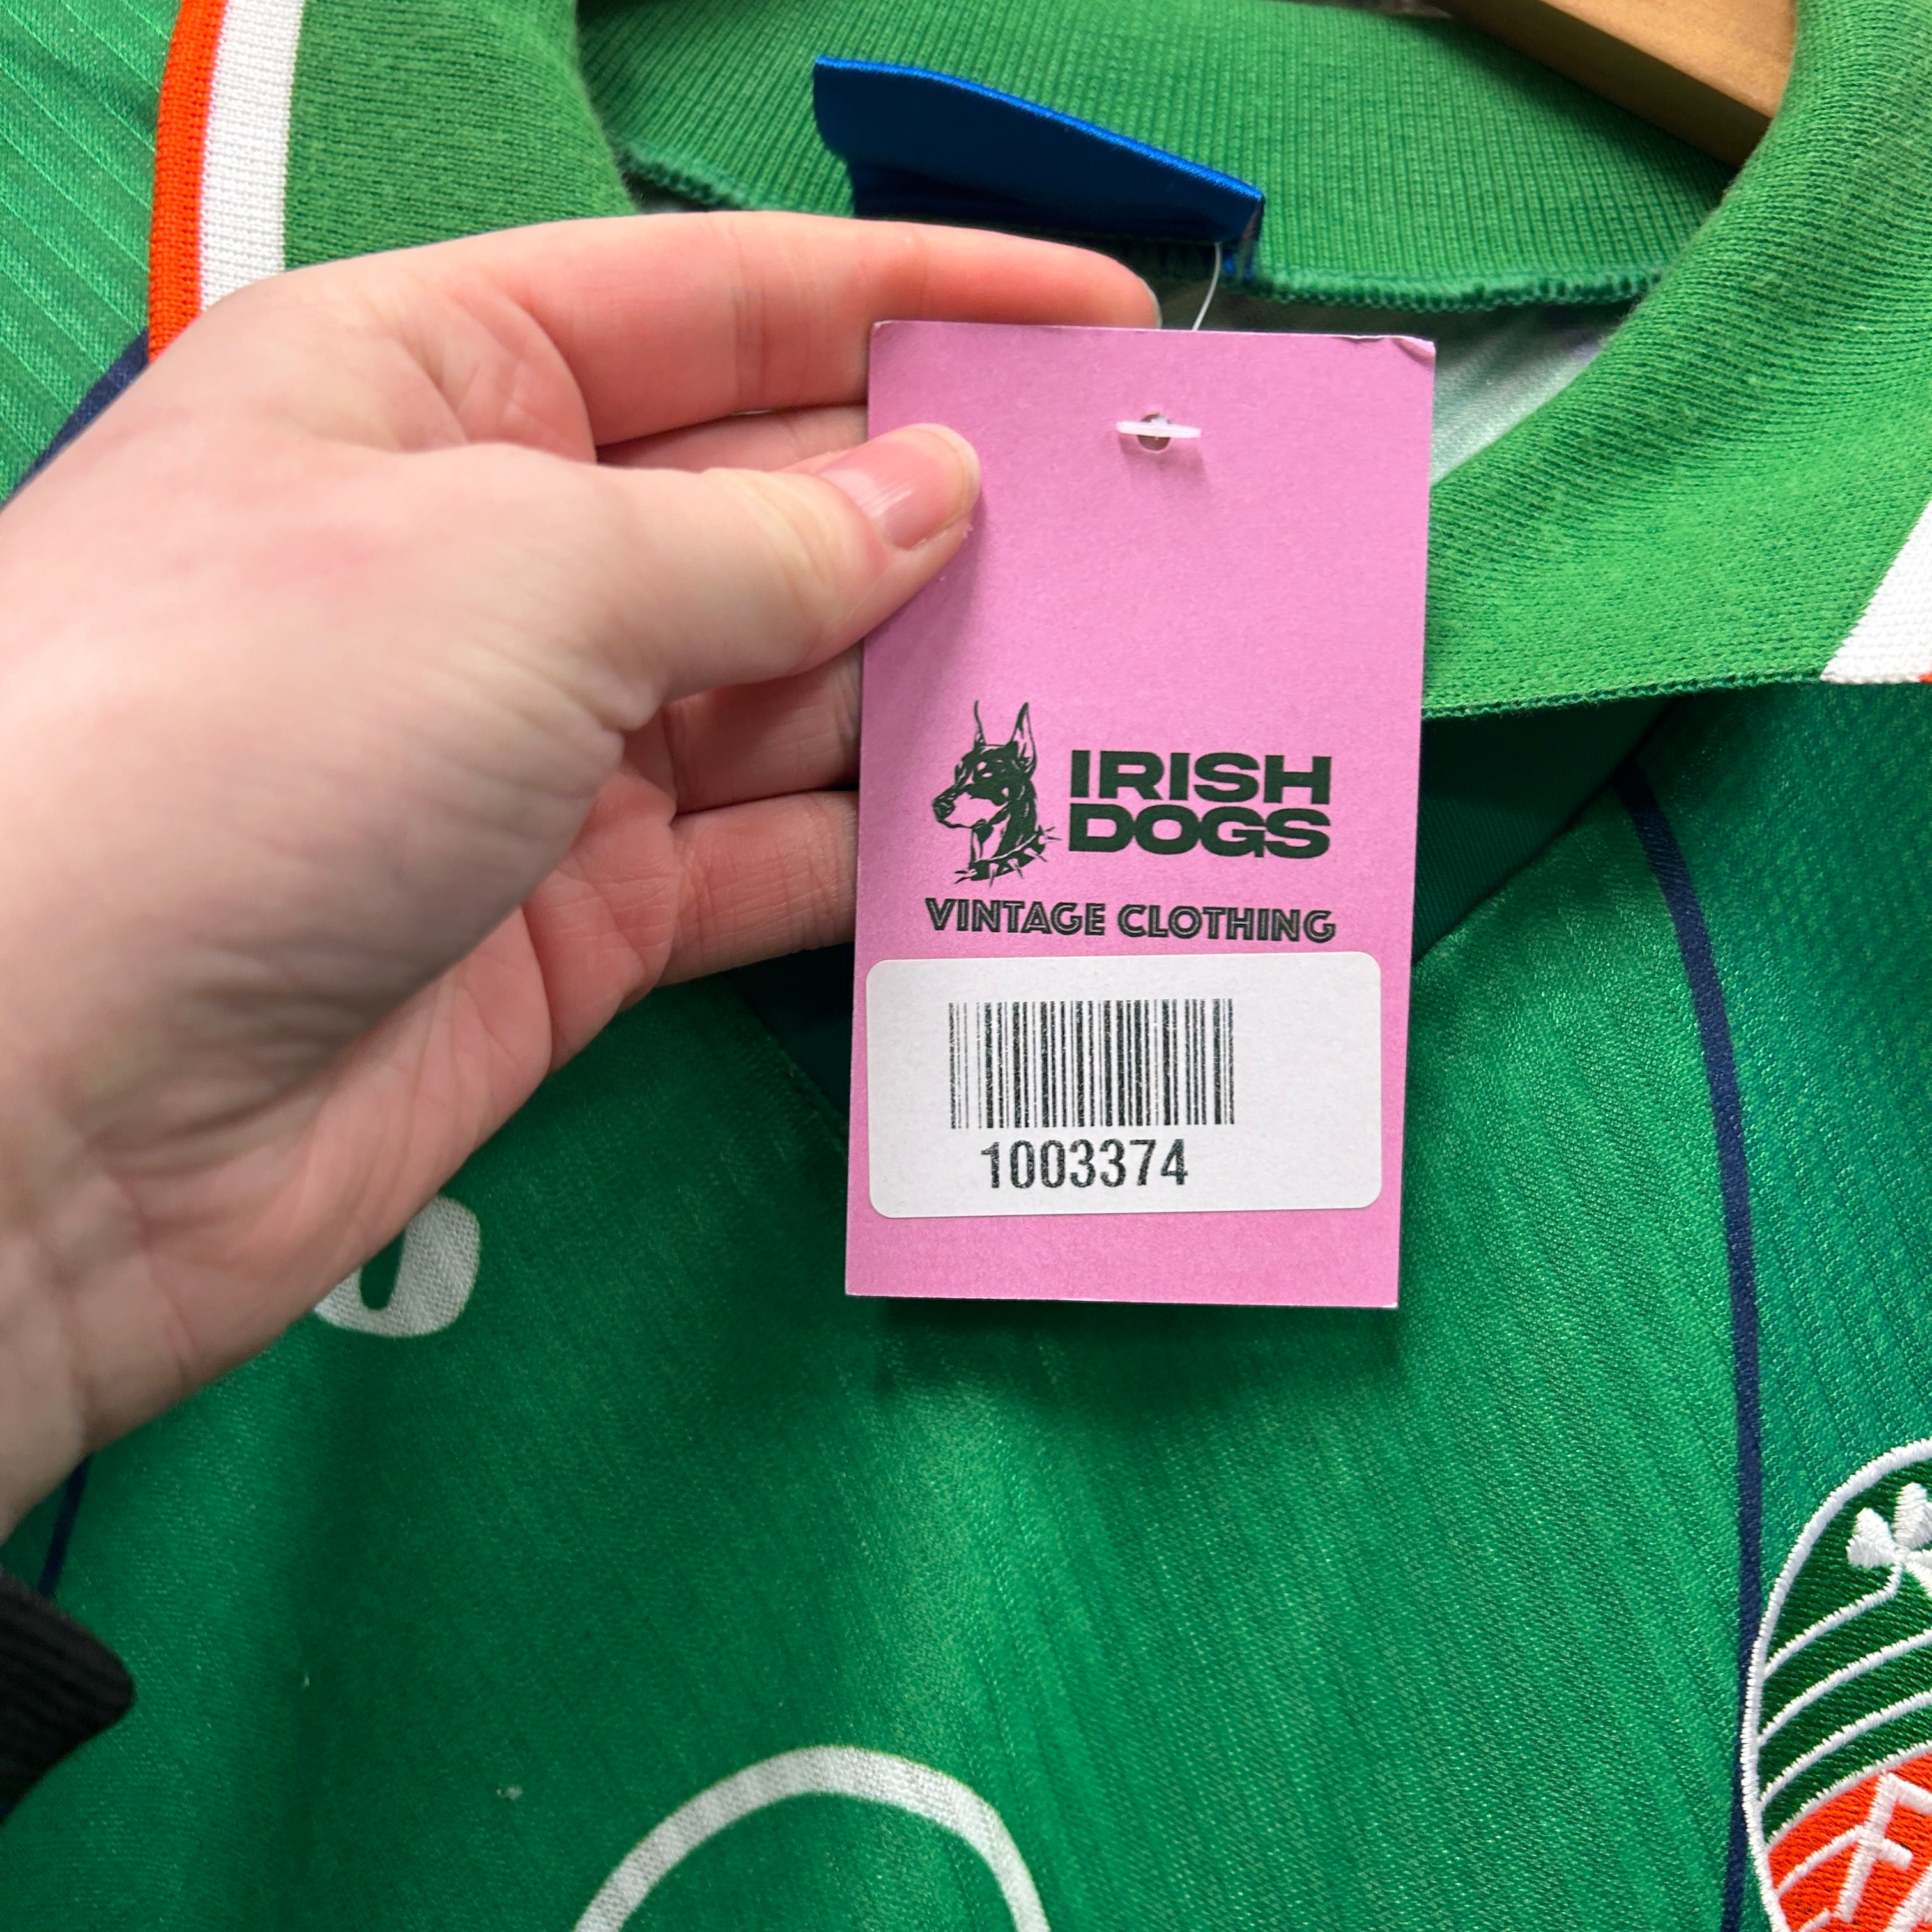 IRISH
DOGS
VINTAGE CLOTHING
1003374